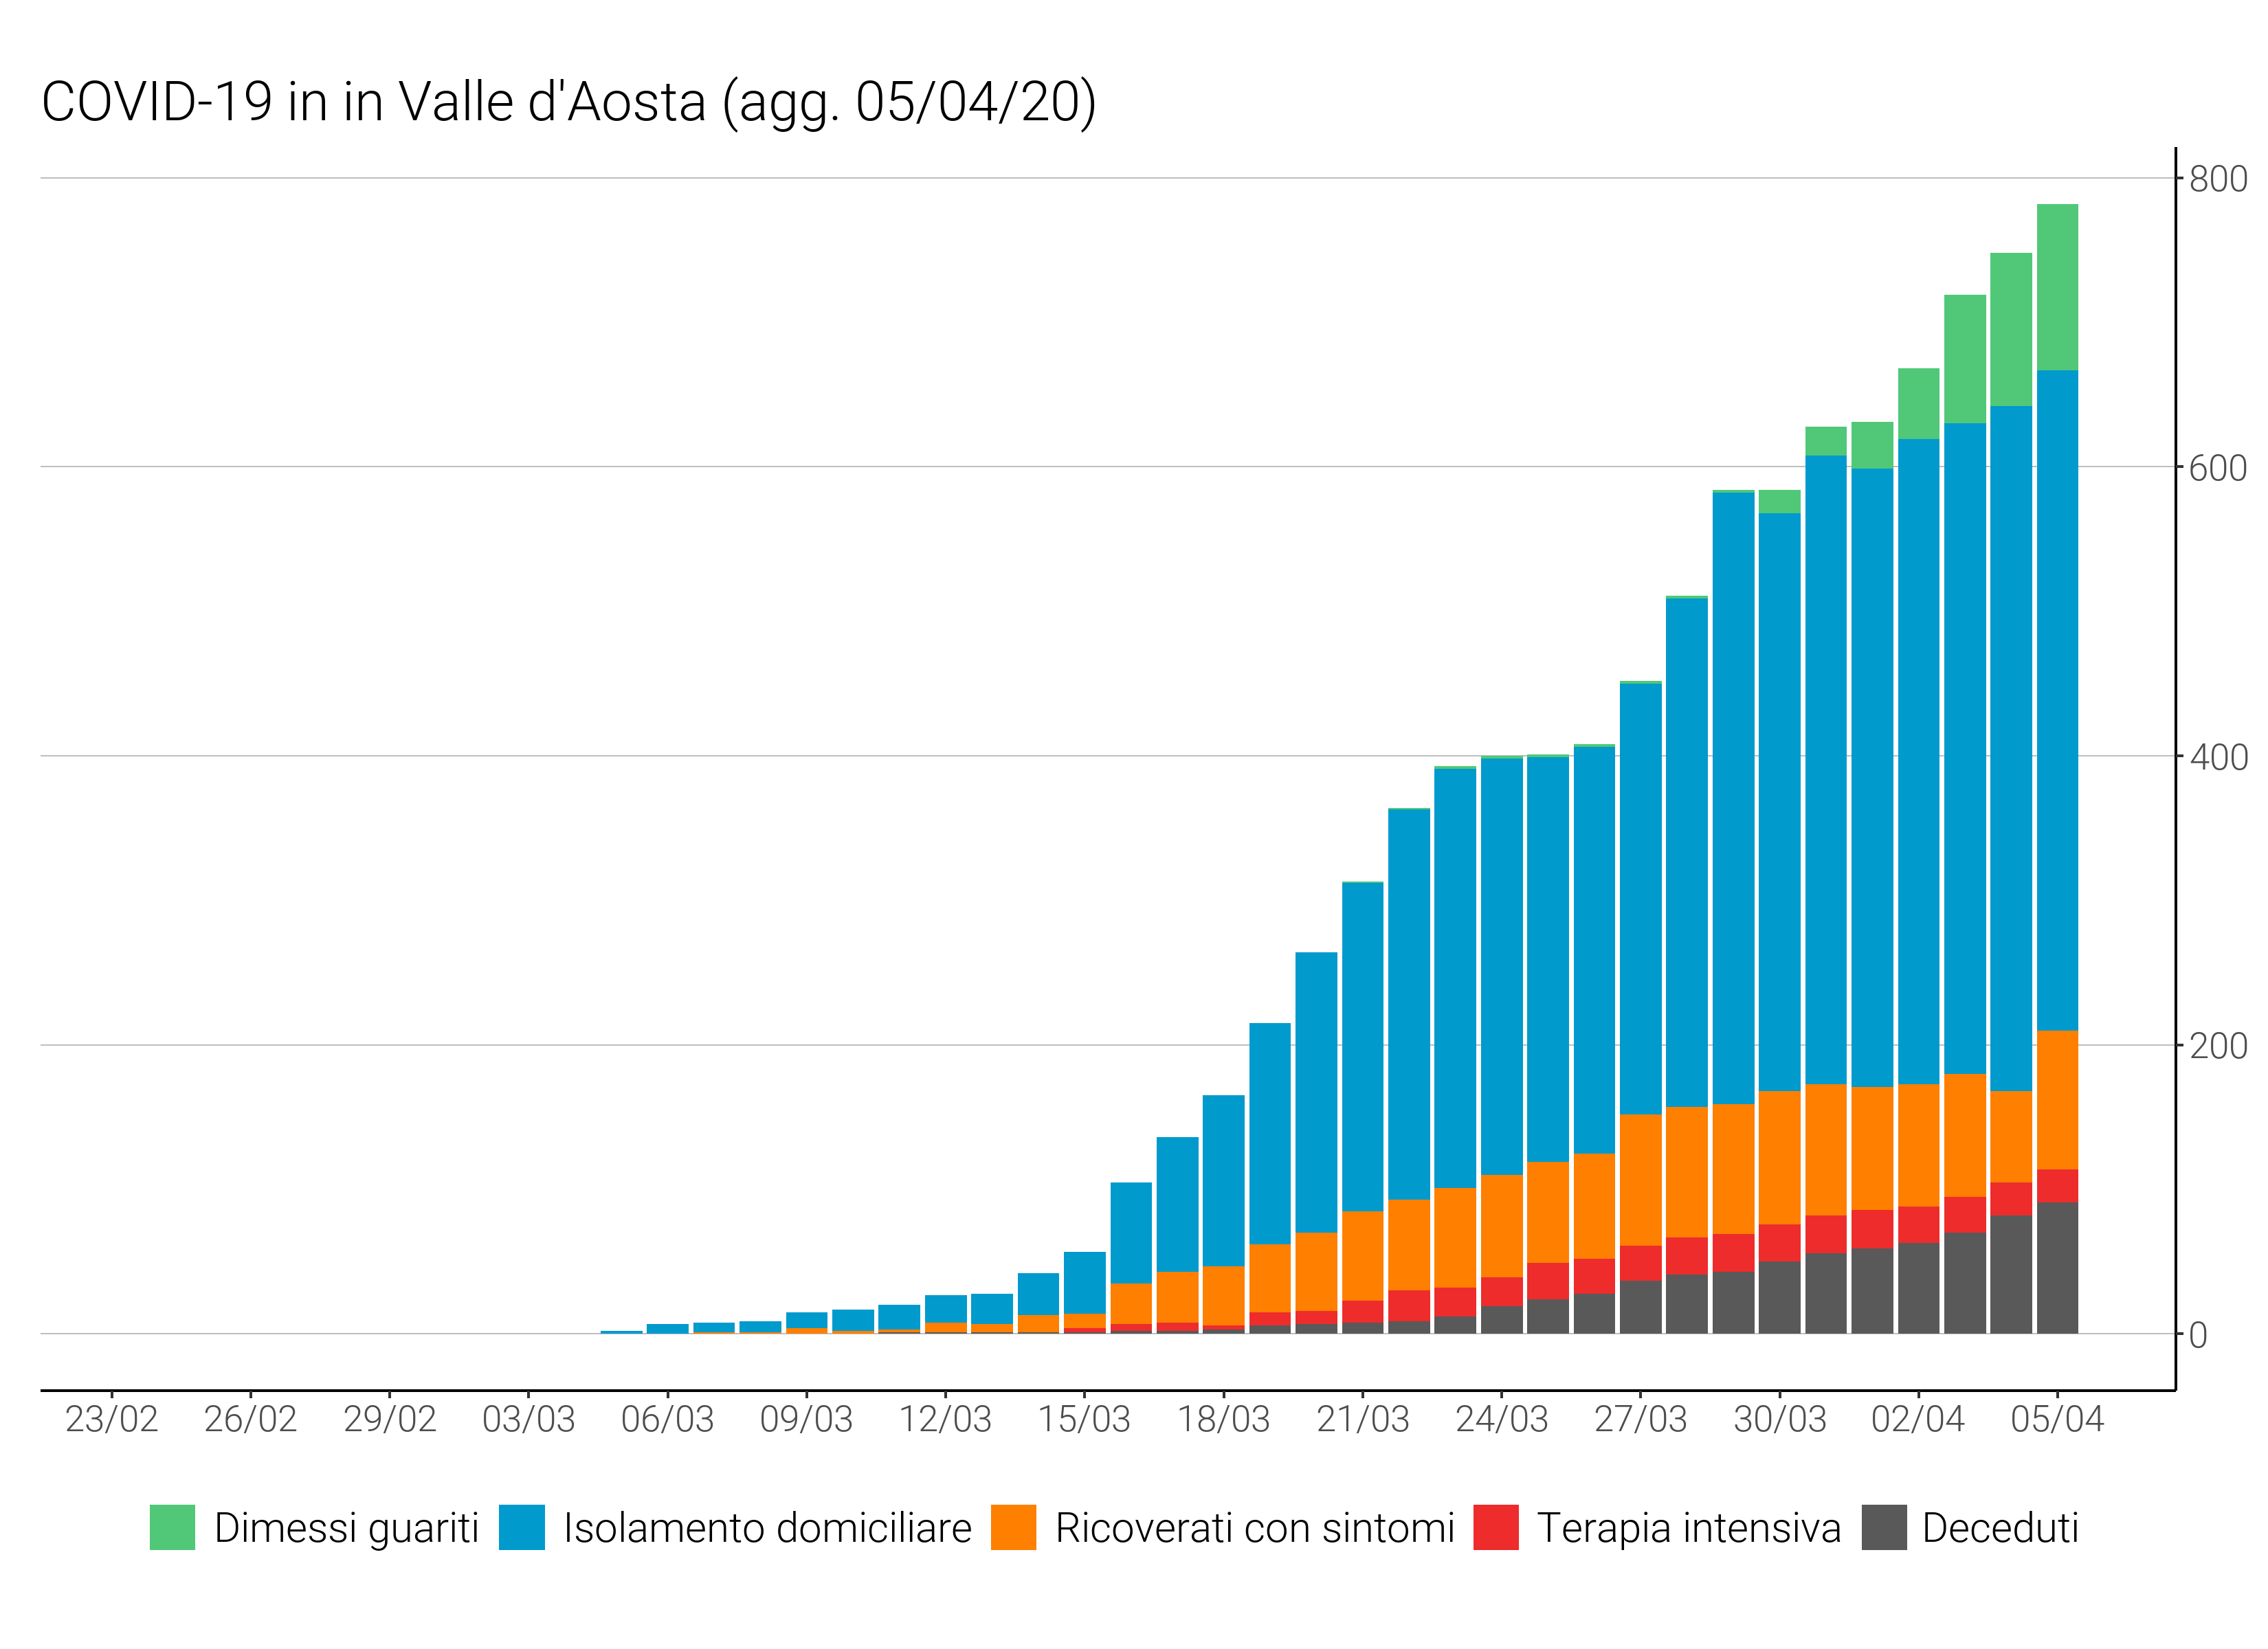 COVID-19 in in Valle d'Aosta (agg. 05/04/20)
800
600
400
200
0
23/02 26/02 29/02 03/03 06/03 09/03 12/03 15/03 18/03 21/03 24/03 27/03 30/03 02/04 05/04
Dimessi guariti Isolamento domiciliare Ricoverati con sintomi Terapia intensiva Deceduti